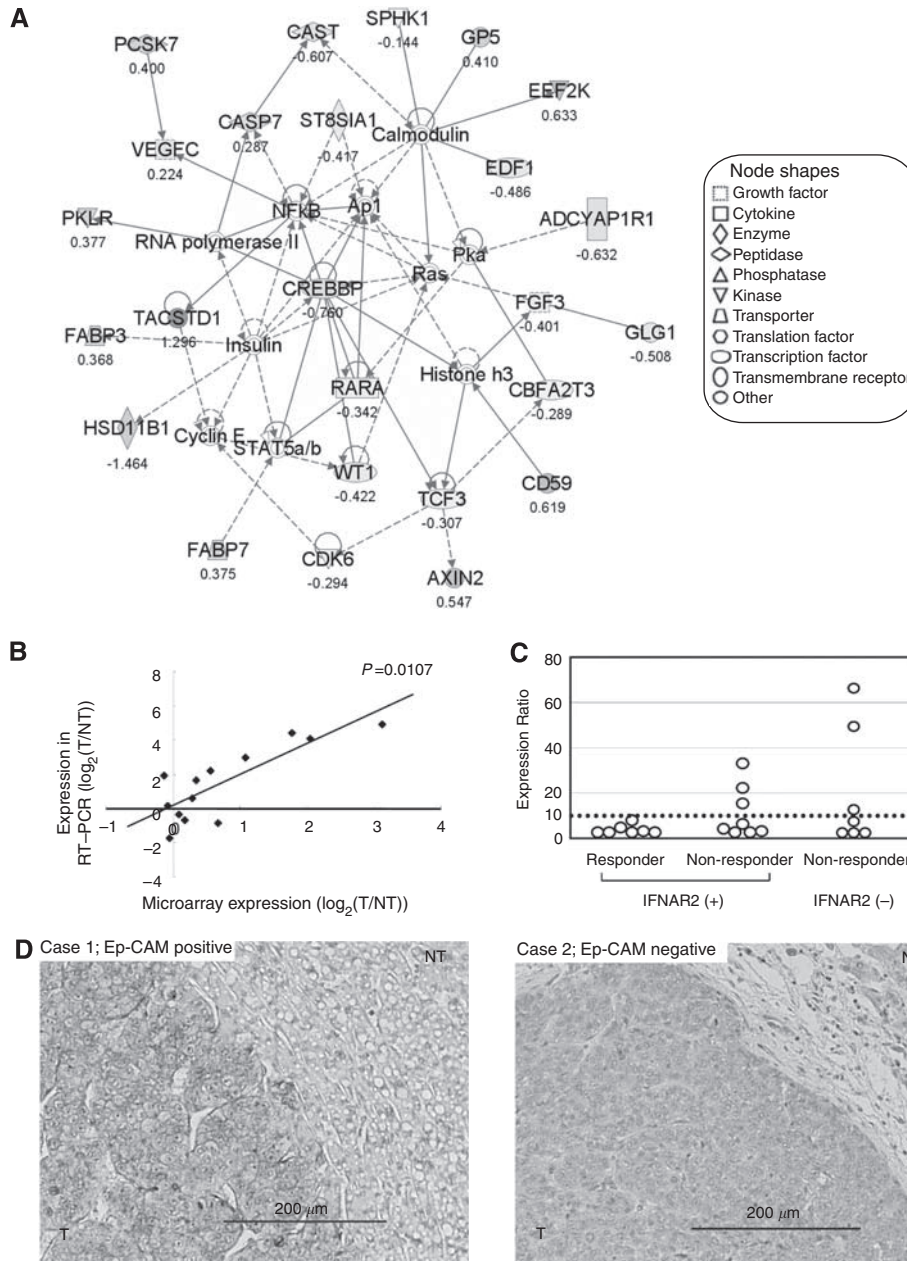 A
SPHK1
-0.144
CAST
-0.607
GP5
0.410
PCSK7
0.400
EEF2K
0.633
CASP7
0.287
ST8SIA1
-0.417
Calmodulin
VEGFC
0.224
EDF1
-0.486
NFkB
Ap1
ADCYAP1R1
-0.632
PKLR
0.377
RNA polymerase II
Pka
Ras
CREBBP
-0.760
TACSTD1
1.296
FGF3
-0.401
FABP3
0.368
Insulin
GLG1
-0.508
RARA
-0.342
Histone h3
CBFA2T3
-0.289
HSD11B1
-1.464
Cyclin E
STAT5a/b
WT1
-0.422
CD59
0.619
TCF3
-0.307
FABP7
0.375
CDK6
-0.294
AXIN2
0.547
Node shapes
Growth factor
Cytokine
Enzyme
Peptidase
Phosphatase
Kinase
Transporter
Translation factor
Transcription factor
Transmembrane receptor
Other
B
P=0.0107
Expression in
RT–PCR (log2(T/NT))
8
6
4
2
0
−2
−4
−1
0
1
2
3
4
Microarray expression (log2(T/NT))
C
Expression Ratio
80
60
40
20
10
0
Responder Non-responder Non-responder
IFNAR2 (+) IFNAR2 (–)
D
Case 1; Ep-CAM positive
NT
200 μm
T
Case 2; Ep-CAM negative
N
200 μm
T